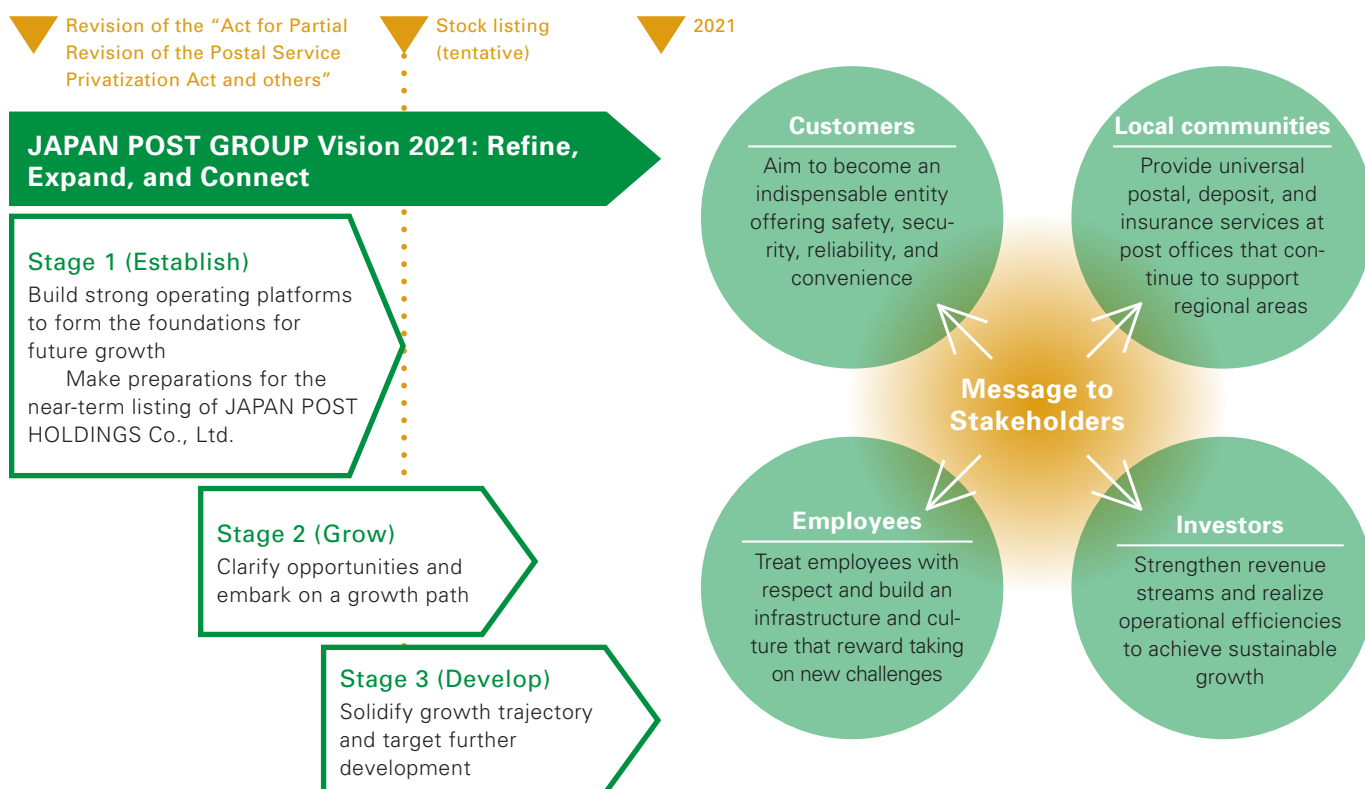 Revision of the “Act for Partial
Revision of the Postal Service
Privatization Act and others”
Stock listing
(tentative)
2021
JAPAN POST GROUP Vision 2021: Refine,
Expand, and Connect
Stage 1 (Establish)
Build strong operating platforms
to form the foundations for
future growth
Make preparations for the
near-term listing of JAPAN POST
HOLDINGS Co., Ltd.
Stage 2 (Grow)
Clarify opportunities and
embark on a growth path
Stage 3 (Develop)
Solidify growth trajectory
and target further
development
Customers
Aim to become an
indispensable entity
offering safety, secu-
rity, reliability, and
convenience
Local communities
Provide universal
postal, deposit, and
insurance services at
post offices that con-
tinue to support
regional areas
Message to
Stakeholders
Employees
Treat employees with
respect and build an
infrastructure and cul-
ture that reward taking
on new challenges
Investors
Strengthen revenue
streams and realize
operational efficiencies
to achieve sustainable
growth